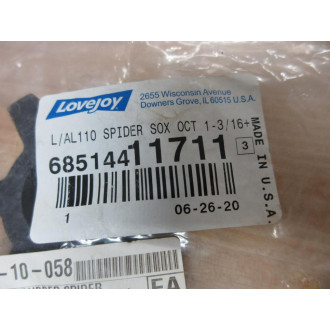 Lovejoy
2655 Wisconsin Avenue
Downers Grove, IL 60515 U.S.A.
L/AL110 SPIDER SOX OCT 1-3/16+
68514411711
3
MADE IN U.S.A.
1 06-26-20
-10-058
SPIDER
EA